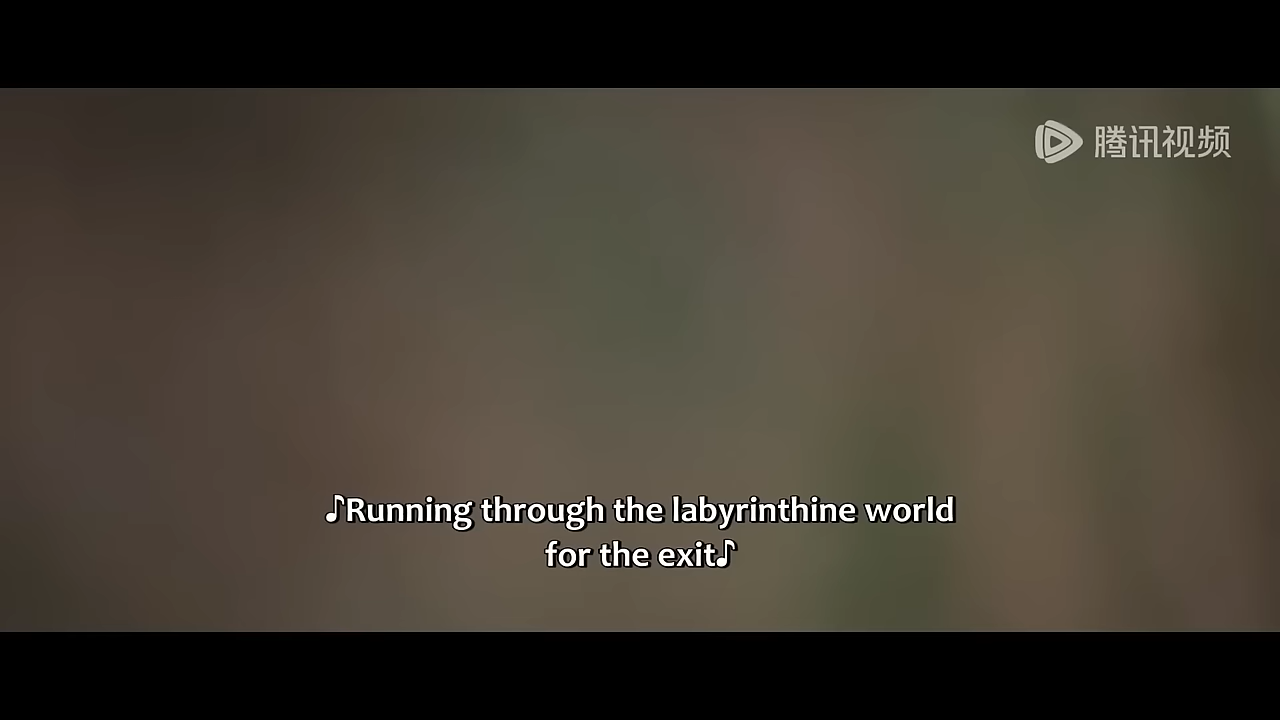 腾讯视频
♪Running through the labyrinthine world
for the exit♪